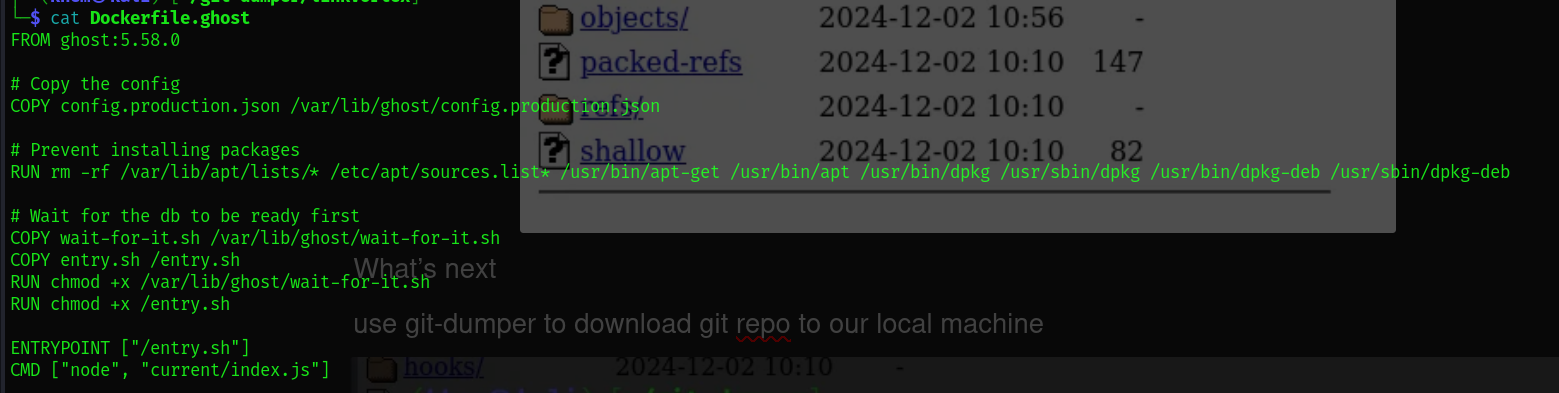 └─$ cat Dockerfile.ghost
FROM ghost:5.58.0
# Copy the config
COPY config.production.json /var/lib/ghost/config.production.json
# Prevent installing packages
RUN rm -rf /var/lib/apt/lists/* /etc/apt/sources.list* /usr/bin/apt-get /usr/bin/apt /usr/bin/dpkg /usr/sbin/dpkg /usr/bin/dpkg-deb /usr/sbin/dpkg-deb
# Wait for the db to be ready first
COPY wait-for-it.sh /var/lib/ghost/wait-for-it.sh
COPY entry.sh /entry.sh
RUN chmod +x /var/lib/ghost/wait-for-it.sh
RUN chmod +x /entry.sh
ENTRYPOINT ["/entry.sh"]
CMD ["node", "current/index.js"]
objects/ 2024-12-02 10:56 -
packed-refs 2024-12-02 10:10 147
refs/ 2024-12-02 10:10 -
shallow 2024-12-02 10:10 82
What's next
use git-dumper to download git repo to our local machine
hooks/ 2024-12-02 10:10 -